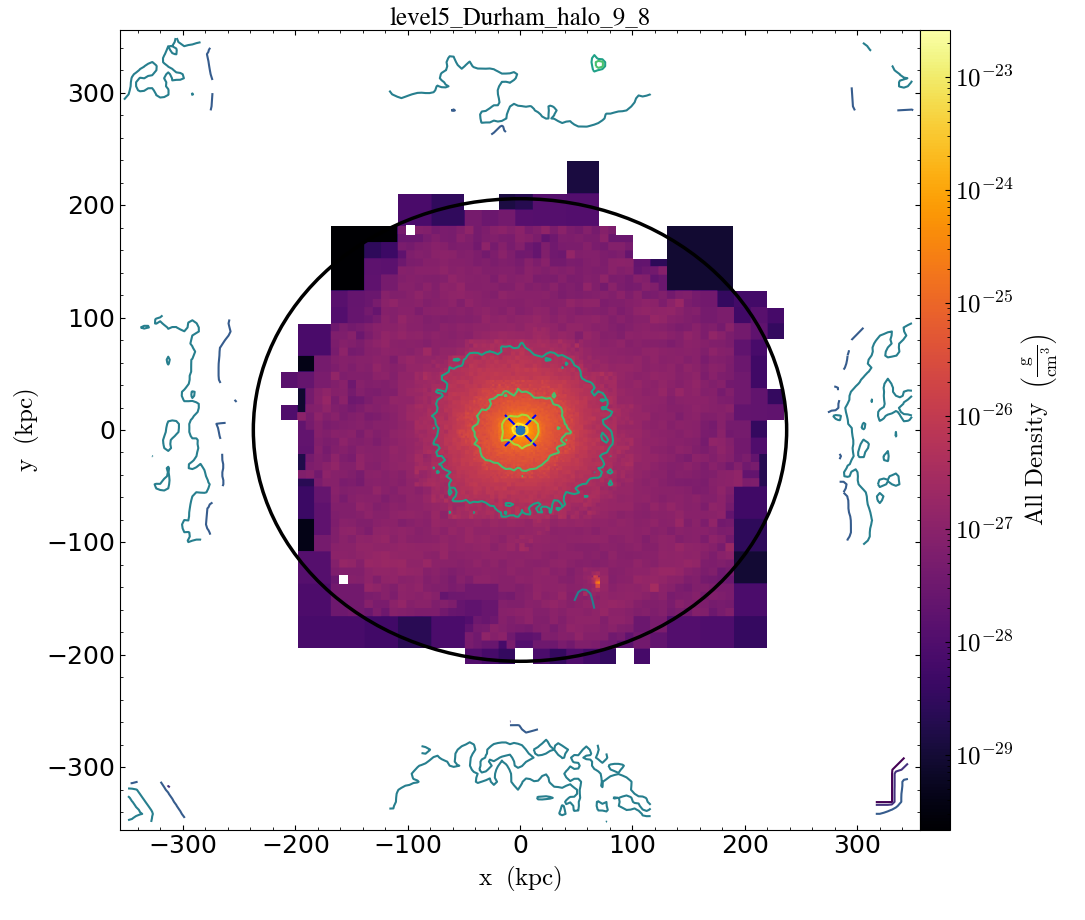 level5_Durham_halo_9_8
300
200
100
0
−100
−200
−300
y (kpc)
−300 −200 −100 0 100 200 300
x (kpc)
10⁻²³
10⁻²⁴
10⁻²⁵
10⁻²⁶
10⁻²⁷
10⁻²⁸
10⁻²⁹
All Density (g/cm³)